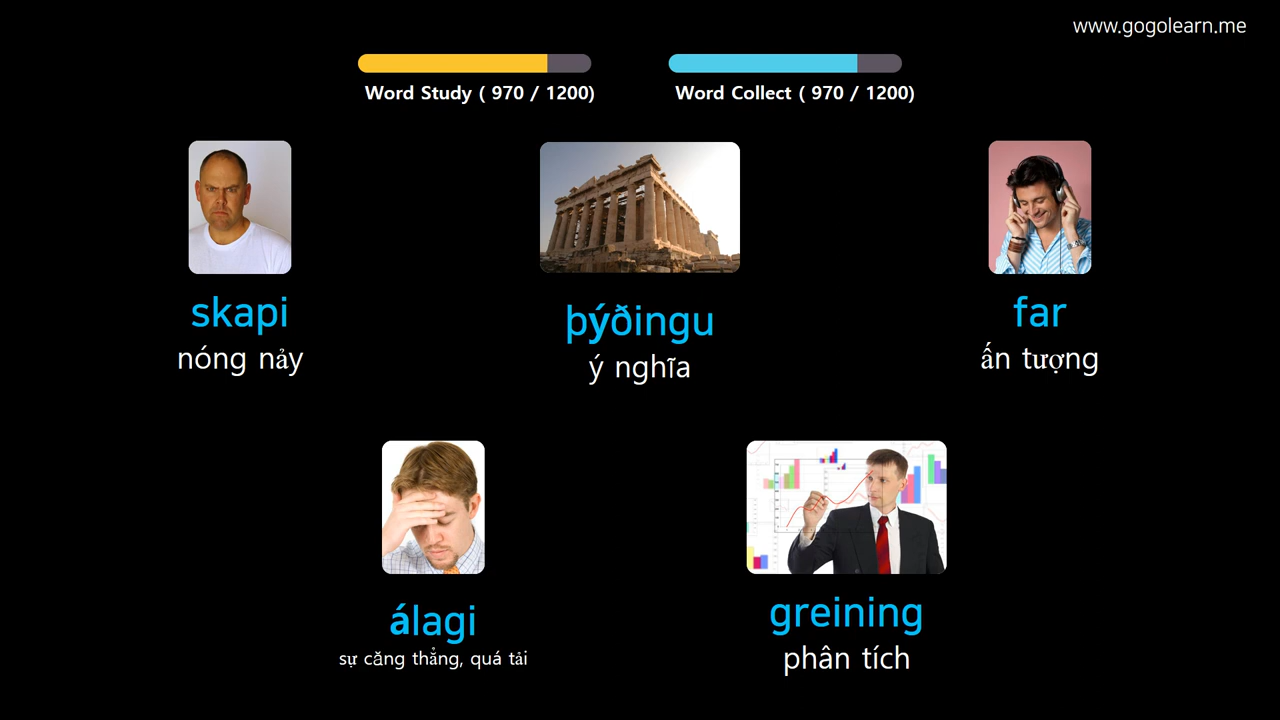 www.gogolearn.me
Word Study ( 970 / 1200)
Word Collect ( 970 / 1200)
skapi
nóng nảy
þýðingu
ý nghĩa
far
ấn tượng
álagi
sự căng thẳng, quá tải
greining
phân tích